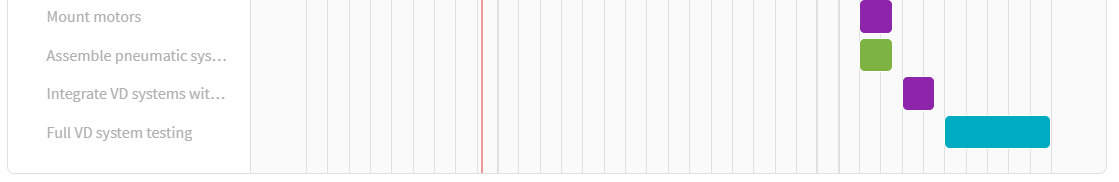 Mount motors
Assemble pneumatic sys...
Integrate VD systems wit...
Full VD system testing